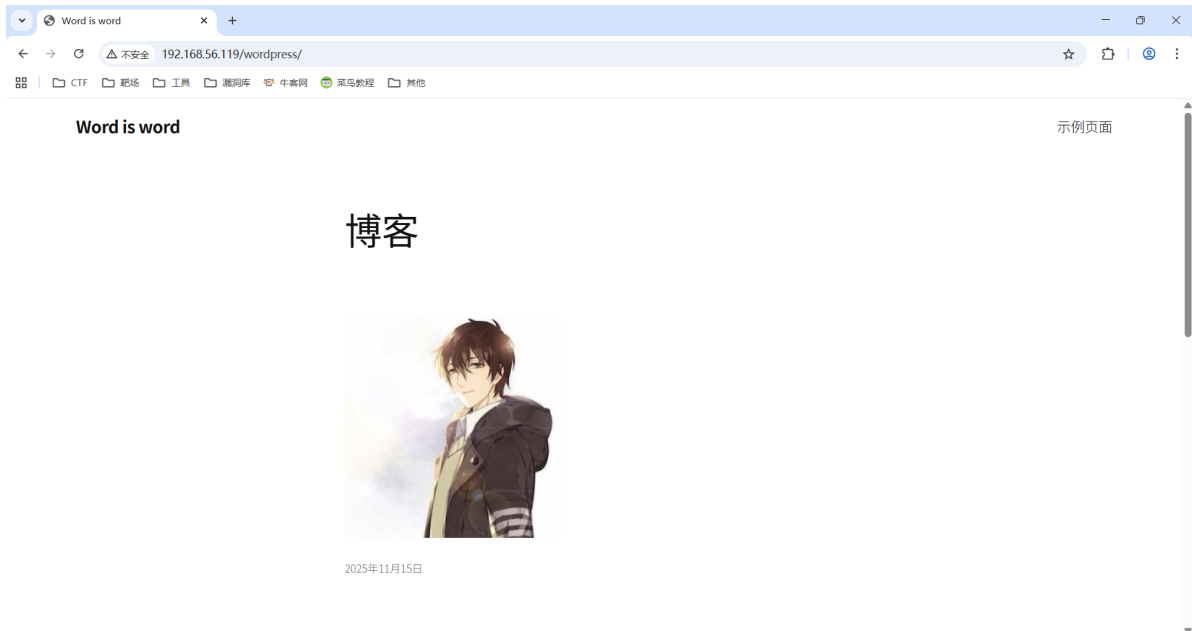 Word is word
不安全 192.168.56.119/wordpress/
CTF 靶场 工具 漏洞库 牛客网 菜鸟教程 其他
Word is word 示例页面
博客
2025年11月15日